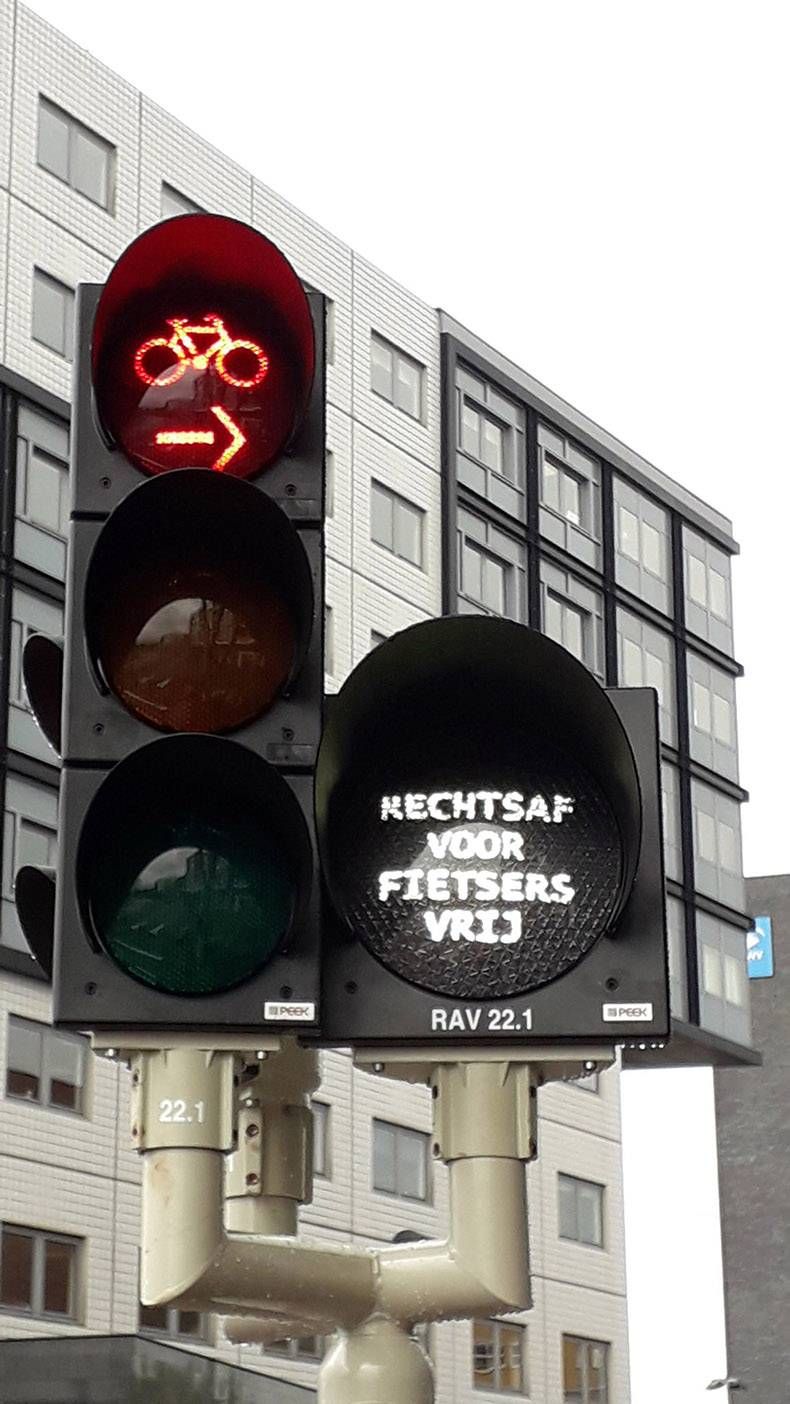 RECHTSAF
VOOR
FIETSERS
VRIJ
PEEK
PEEK
RAV 22.1
22.1